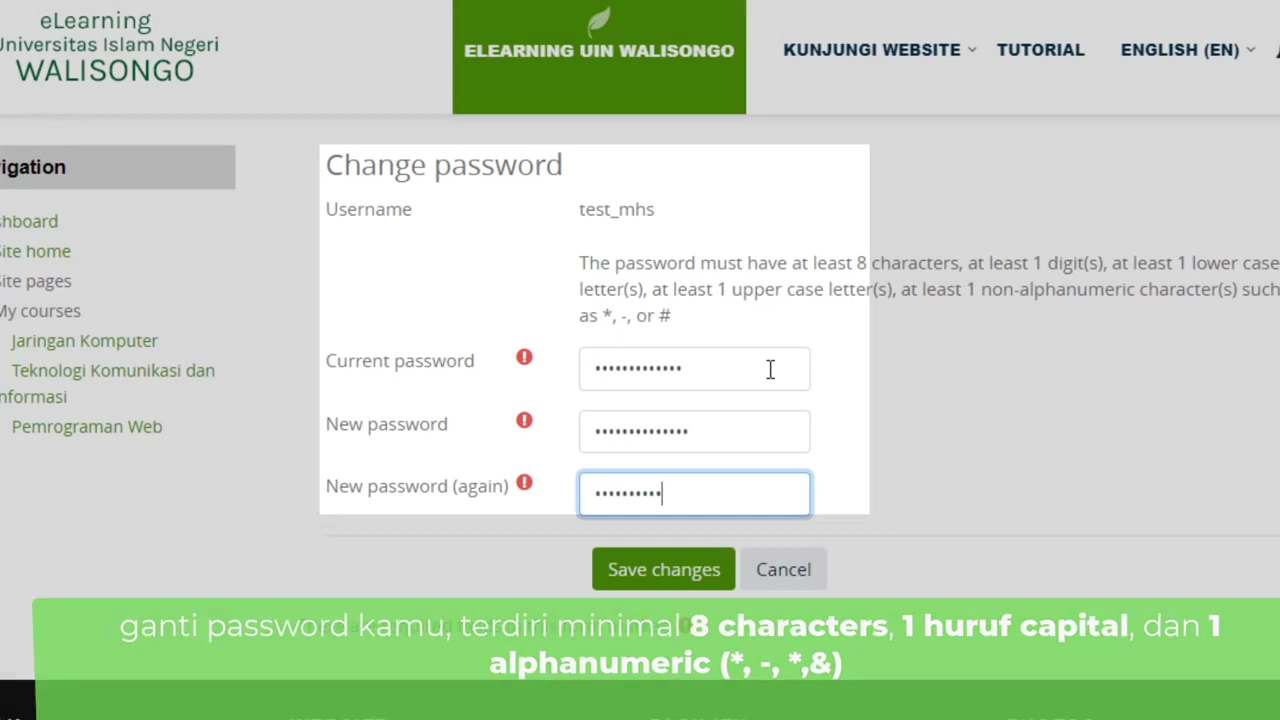 eLearning
Universitas Islam Negeri
WALISONGO
ELEARNING UIN WALISONGO
KUNJUNGI WEBSITE
TUTORIAL
ENGLISH (EN)
igation
Change password
Username
test_mhs
shboard
Site home
Site pages
My courses
Jaringan Komputer
Teknologi Komunikasi dan
nformasi
Pemrograman Web
The password must have at least 8 characters, at least 1 digit(s), at least 1 lower case
letter(s), at least 1 upper case letter(s), at least 1 non-alphanumeric character(s) such
as *, -, or #
Current password
New password
New password (again)
Save changes
Cancel
ganti password kamu, terdiri minimal 8 characters, 1 huruf capital, dan 1
alphanumeric (*, -, *,&)